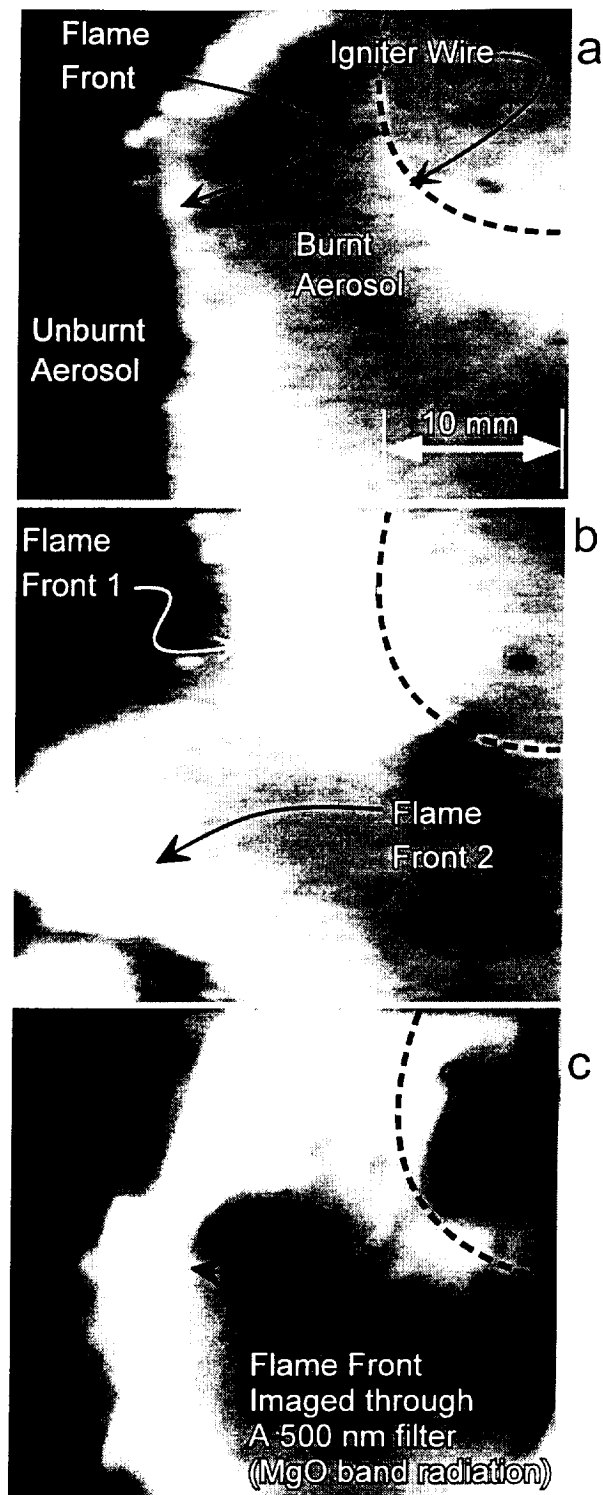 Flame
Front
Igniter Wire
a
Burnt
Aerosol
Unburnt
Aerosol
10 mm
b
Flame
Front 1
Flame
Front 2
c
Flame Front
Imaged through
A 500 nm filter
(MgO band radiation)